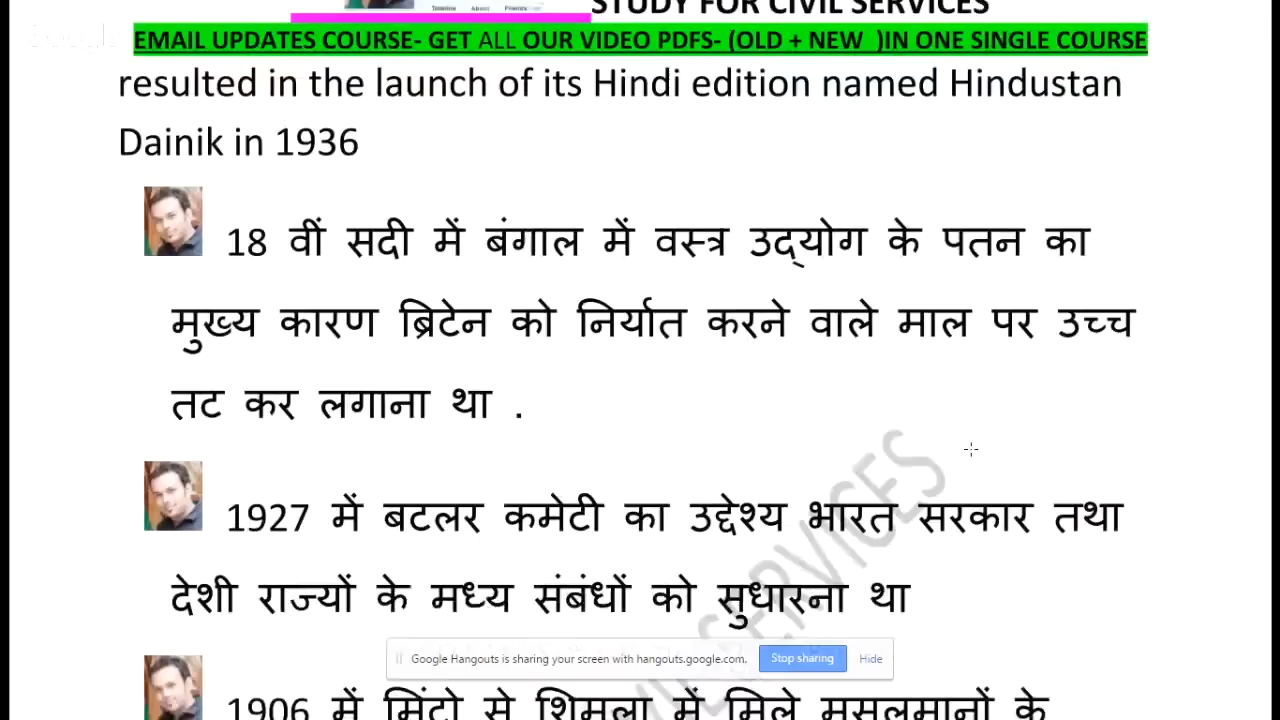 STUDY FOR CIVIL SERVICES
EMAIL UPDATES COURSE- GET ALL OUR VIDEO PDFS- (OLD + NEW )IN ONE SINGLE COURSE
resulted in the launch of its Hindi edition named Hindustan
Dainik in 1936
18 वीं सदी में बंगाल में वस्त्र उद्योग के पतन का
मुख्य कारण ब्रिटेन को निर्यात करने वाले माल पर उच्च
तट कर लगाना था .
1927 में बटलर कमेटी का उद्देश्य भारत सरकार तथा
देशी राज्यों के मध्य संबंधों को सुधारना था
Google Hangouts is sharing your screen with hangouts.google.com. Stop sharing Hide
1906 में मिंटो से शिमला में मिले मुसलमानों के